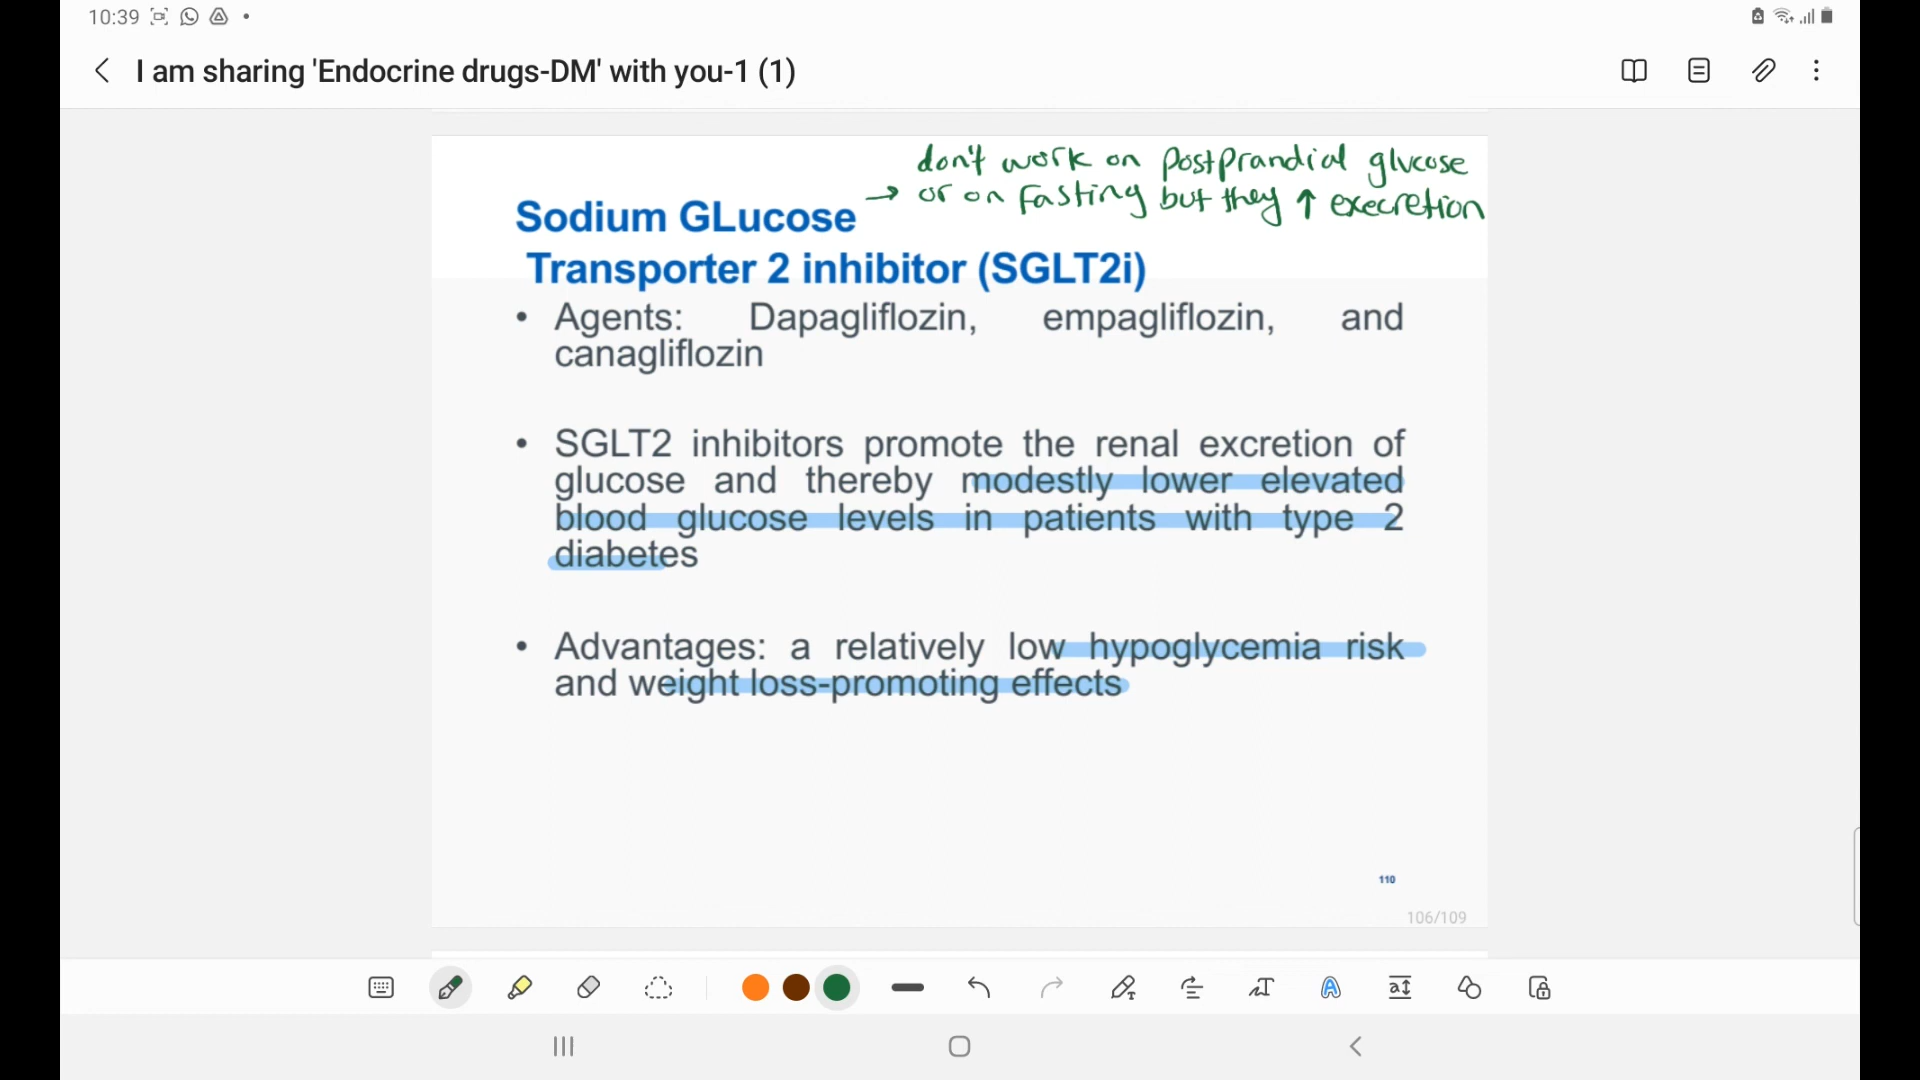 10:39
I am sharing 'Endocrine drugs-DM' with you-1 (1)
don't work on postprandial glucose
→ or on fasting but they ↑ execretion
Sodium GLucose
Transporter 2 inhibitor (SGLT2i)
• Agents: Dapagliflozin, empagliflozin, and
canagliflozin
• SGLT2 inhibitors promote the renal excretion of
glucose and thereby modestly lower elevated
blood glucose levels in patients with type 2
diabetes
• Advantages: a relatively low hypoglycemia risk
and weight loss-promoting effects
110
106/109